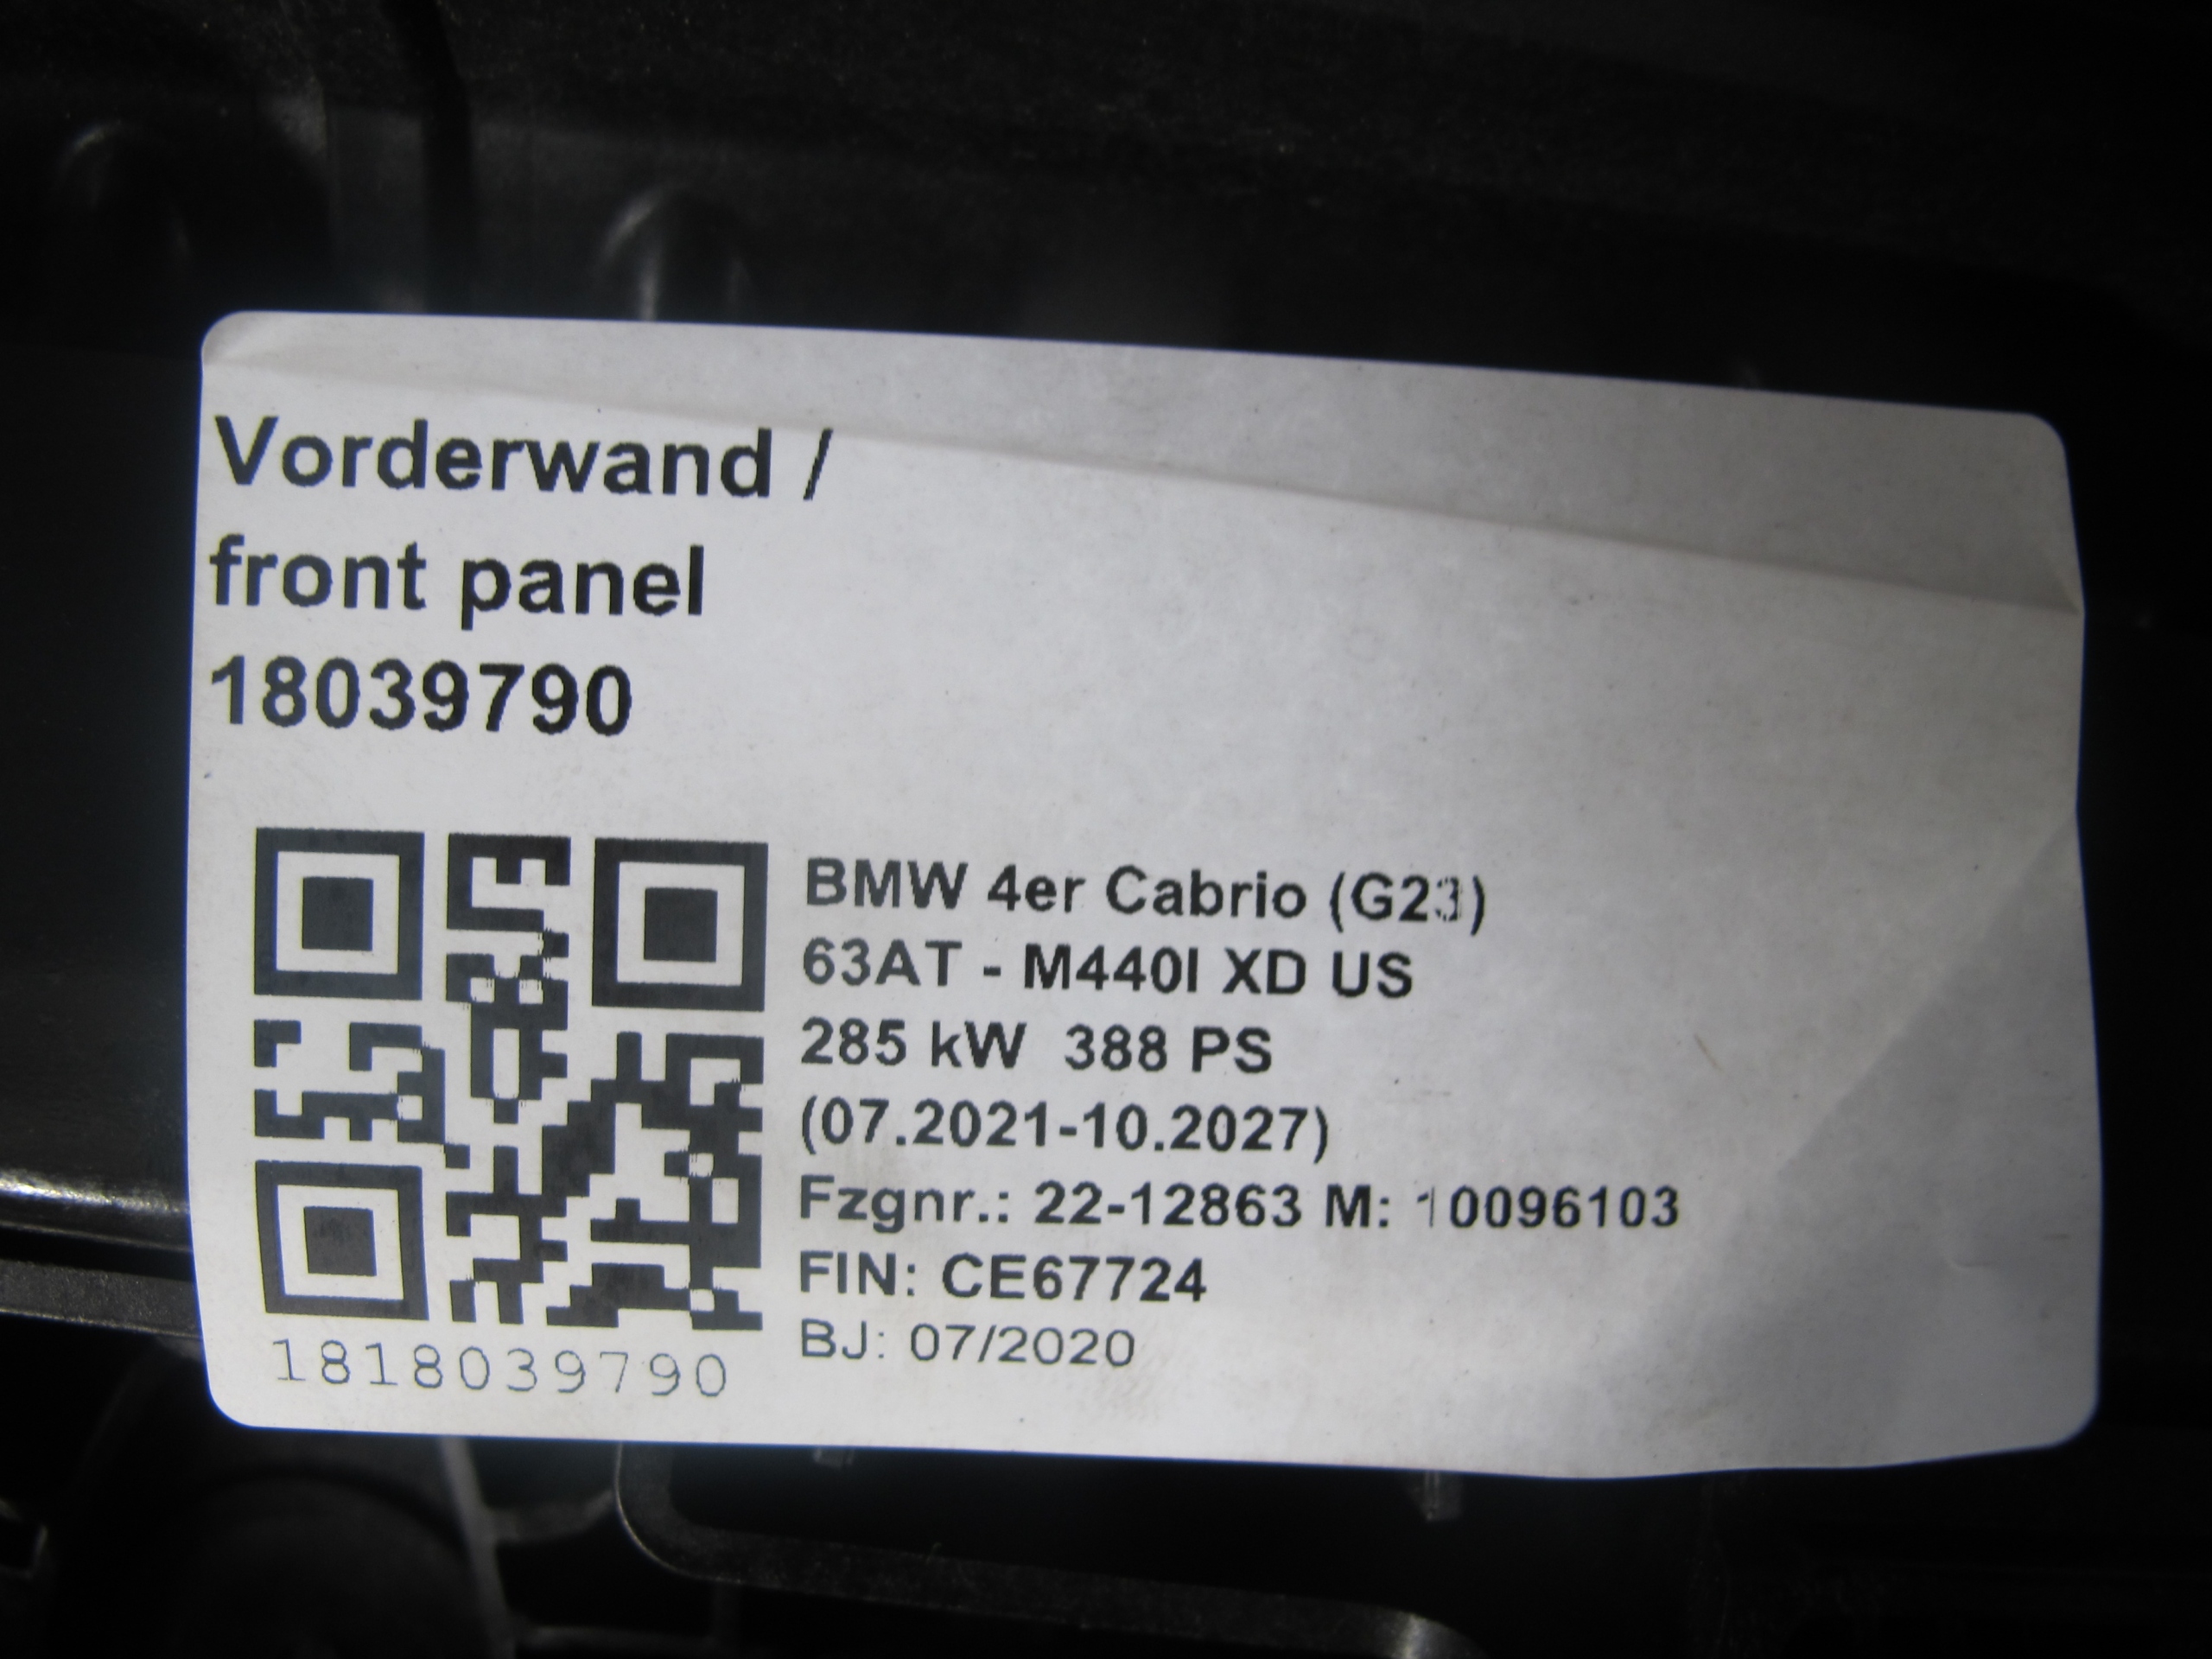 Vorderwand /
front panel
18039790
BMW 4er Cabrio (G23)
63AT - M440I XD US
285 kW  388 PS
(07.2021-10.2027)
Fzgnr.: 22-12863 M: 10096103
FIN: CE67724
BJ: 07/2020
1818039790